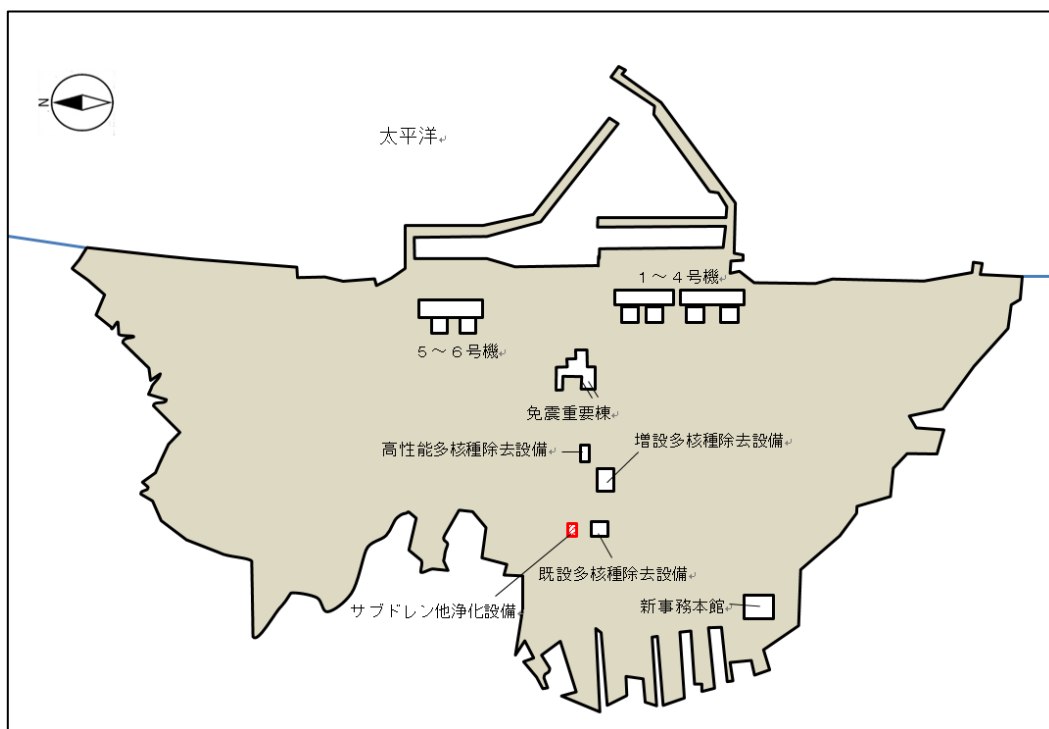 N
太平洋
1～4号機
5～6号機
免震重要棟
高性能多核種除去設備
増設多核種除去設備
既設多核種除去設備
サブドレン他浄化設備
新事務本館